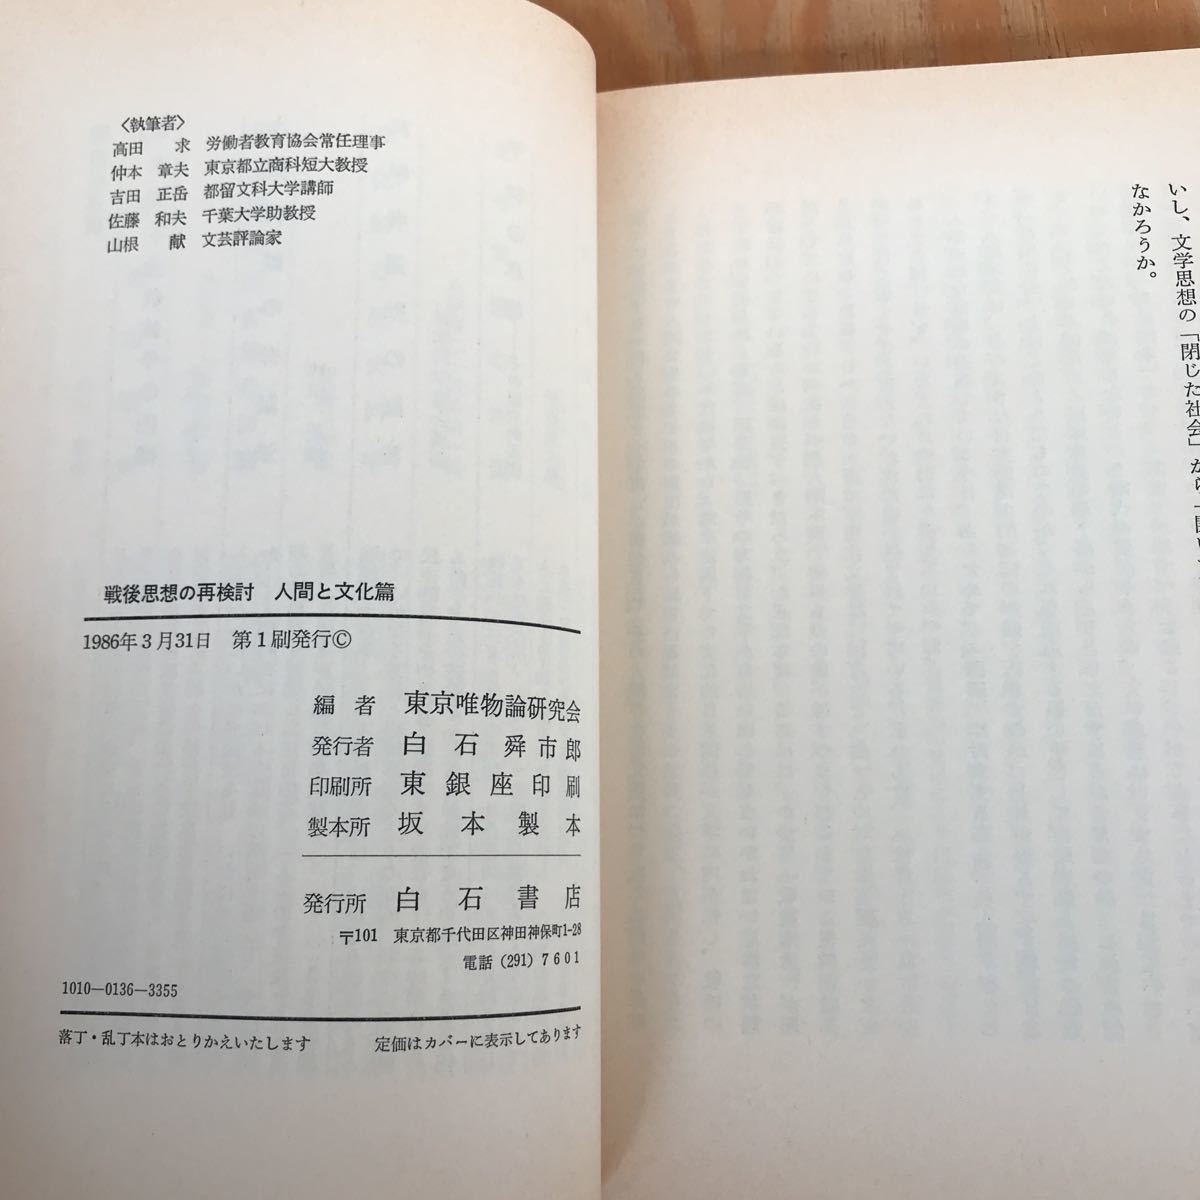 いし、文学思想の「閉じた社会」から「開い
なかろうか。
〈執筆者〉
高田 求 労働者教育協会常任理事
仲本 章夫 東京都立商科短大教授
吉田 正岳 都留文科大学講師
佐藤 和夫 千葉大学助教授
山根 献 文芸評論家
戦後思想の再検討 人間と文化篇
1986年3月31日 第1刷発行©
編者 東京唯物論研究会
発行者 白石舜市郎
印刷所 東銀座印刷
製本所 坂本製本
発行所 白石書店
〒101 東京都千代田区神田神保町1-28
電話 (291) 7601
1010—0136—3355
落丁・乱丁本はおとりかえいたします 定価はカバーに表示してあります